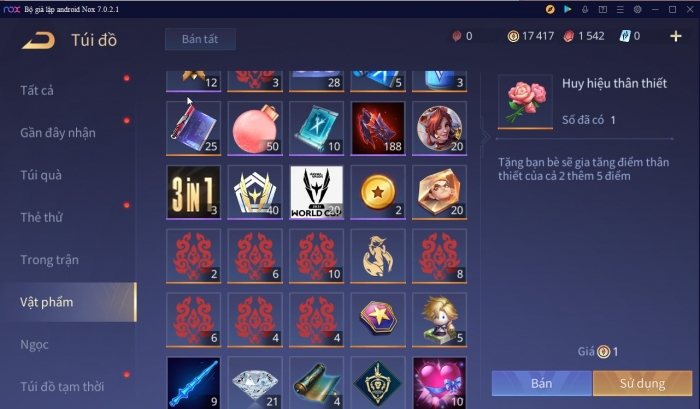 nox Bộ giả lập android Nox 7.0.2.1
Túi đồ
Bán tất
0 17 417 1 542 0
Tất cả
Gần đây nhận
Túi quà
Thẻ thử
Trong trận
Vật phẩm
Ngọc
Túi đồ tạm thời
12 3 28 5 3
25 50 10 188 20
3 IN 1
WORLD CUP
3 40 20 2 20
2 6 10 8
6 4 4 5
9 21 4 10
Huy hiệu thân thiết
Số đã có 1
Tặng bạn bè sẽ gia tăng điểm thân
thiết của cả 2 thêm 5 điểm
Giá 1
Bán
Sử dụng